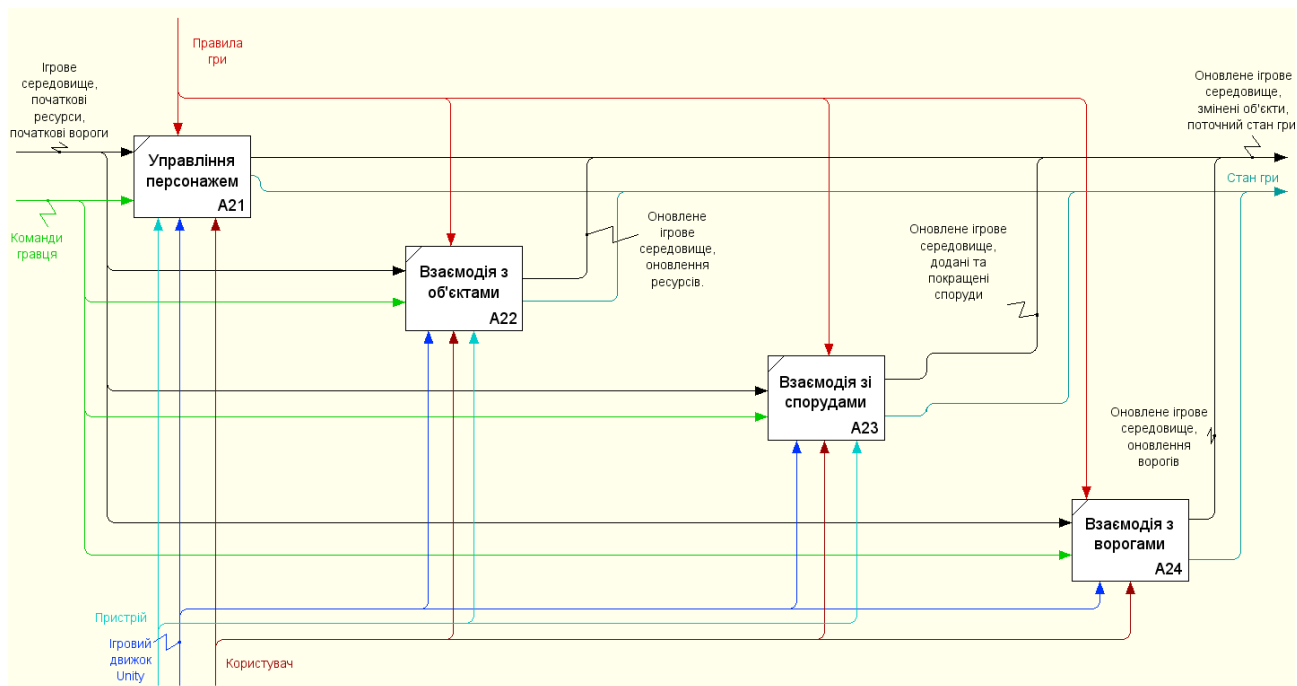 Правила
гри
Ігрове
середовище,
початкові
ресурси,
початкові вороги
Оновлене ігрове
середовище,
змінені об'єкти,
поточний стан гри
Управління
персонажем
A21
Стан гри
Команди
гравця
Взаємодія з
об'єктами
A22
Оновлене
ігрове
середовище,
оновлення
ресурсів.
Оновлене ігрове
середовище,
додані та
покращені
споруди
Взаємодія зі
спорудами
A23
Оновлене ігрове
середовище,
оновлення
ворогів
Взаємодія з
ворогами
A24
Пристрій
Ігровий
движок
Unity
Користувач